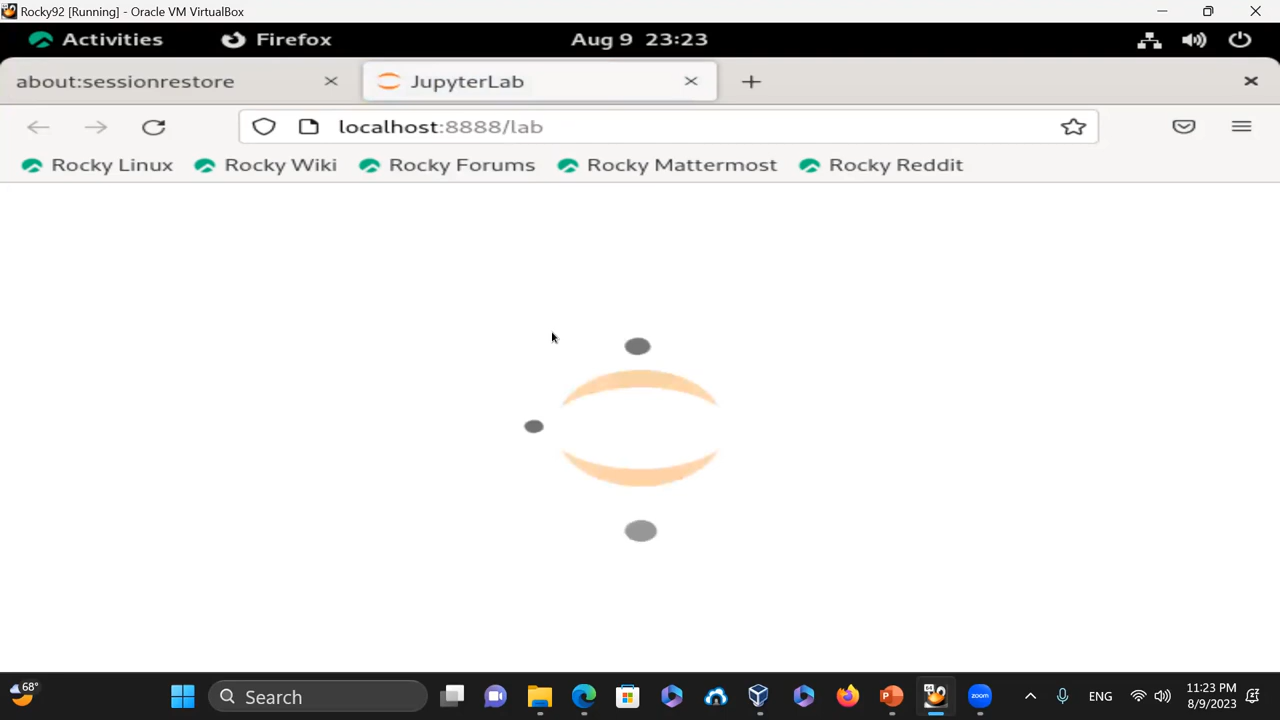 Rocky92 [Running] - Oracle VM VirtualBox
Activities Firefox Aug 9 23:23
about:sessionrestore JupyterLab
localhost:8888/lab
Rocky Linux Rocky Wiki Rocky Forums Rocky Mattermost Rocky Reddit
68°
Search
zoom
ENG
11:23 PM
8/9/2023